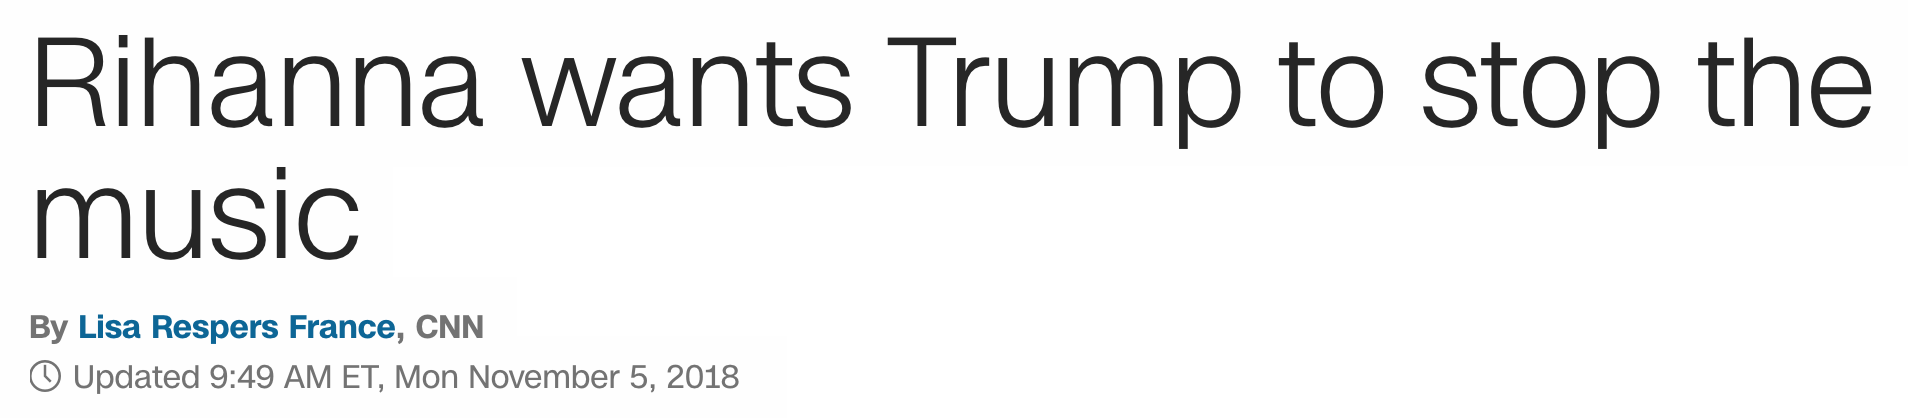 Rihanna wants Trump to stop the
music
By Lisa Respers France, CNN
Updated 9:49 AM ET, Mon November 5, 2018